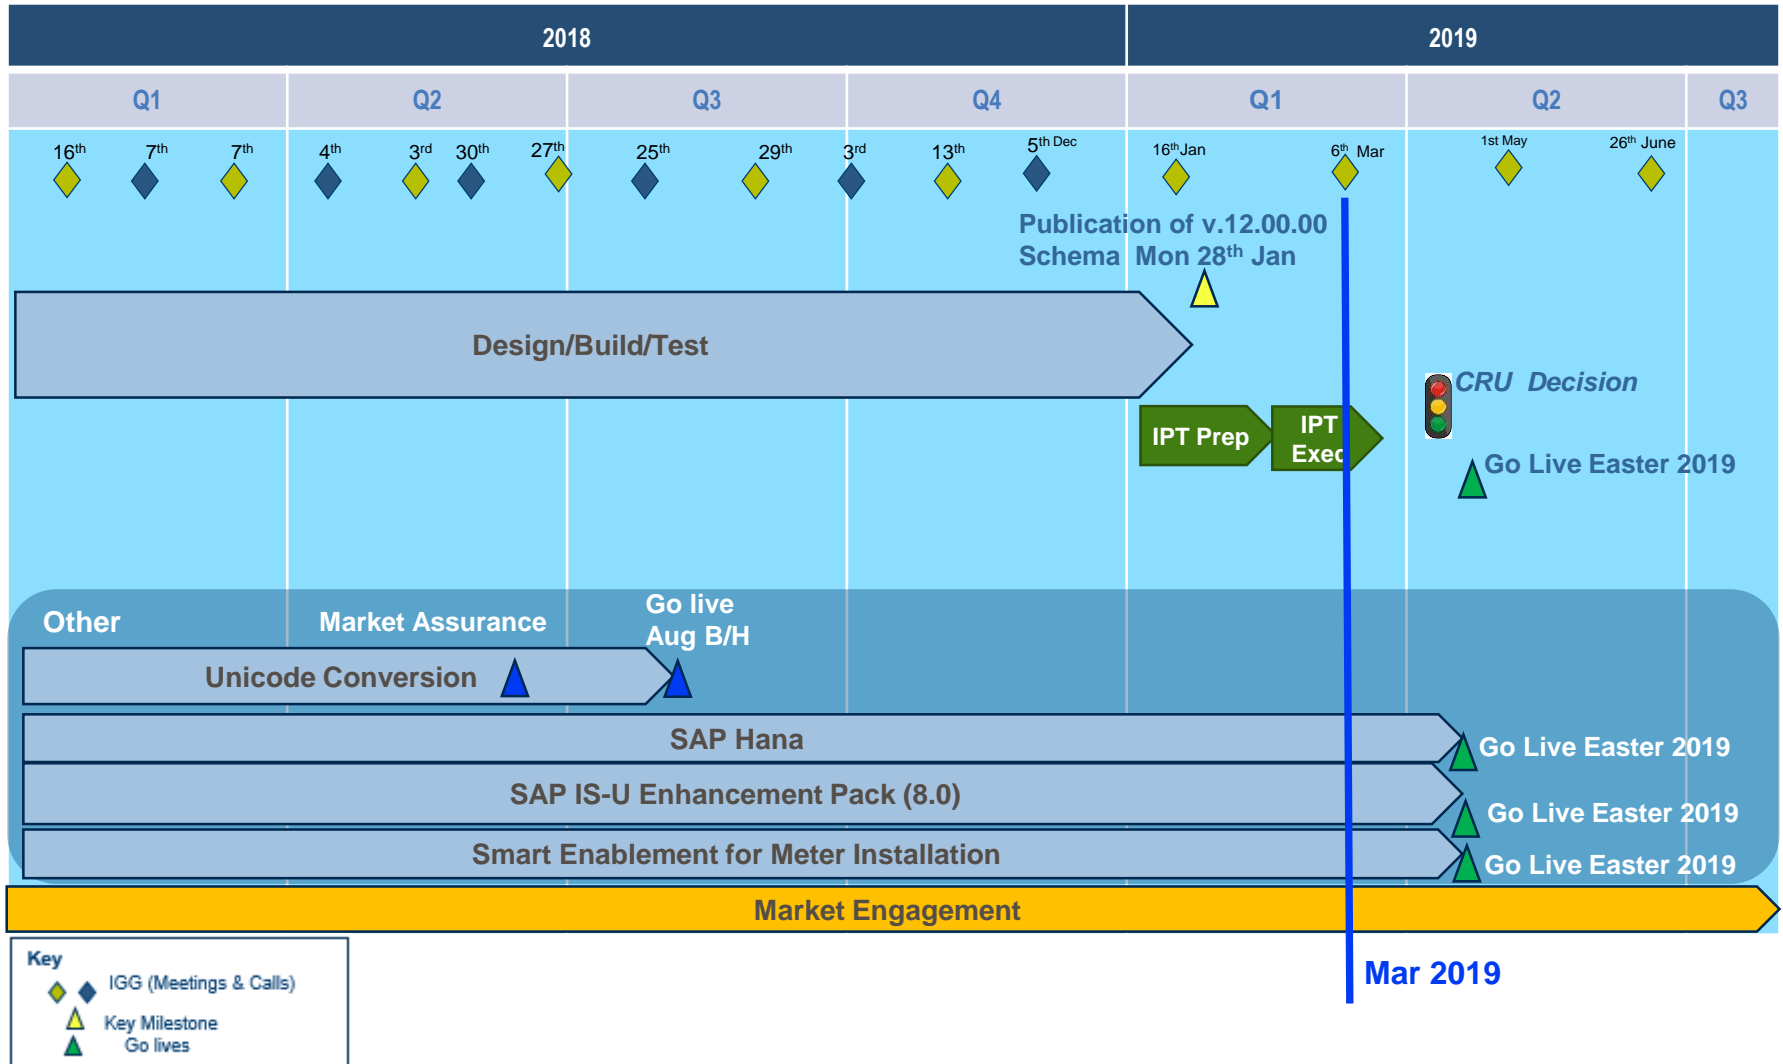 2018
2019
Q1
Q2
Q3
Q4
Q1
Q2
Q3
16th
7th
7th
4th
3rd
30th
27th
25th
29th
3rd
13th
5th Dec
16th Jan
6th Mar
1st May
26th June
Publication of v.12.00.00
Schema Mon 28th Jan
Design/Build/Test
CRU Decision
IPT Prep
IPT
Exec
Go Live Easter 2019
Other
Market Assurance
Go live
Aug B/H
Unicode Conversion
SAP Hana
Go Live Easter 2019
SAP IS-U Enhancement Pack (8.0)
Go Live Easter 2019
Smart Enablement for Meter Installation
Go Live Easter 2019
Market Engagement
Mar 2019
Key
IGG (Meetings & Calls)
Key Milestone
Go lives